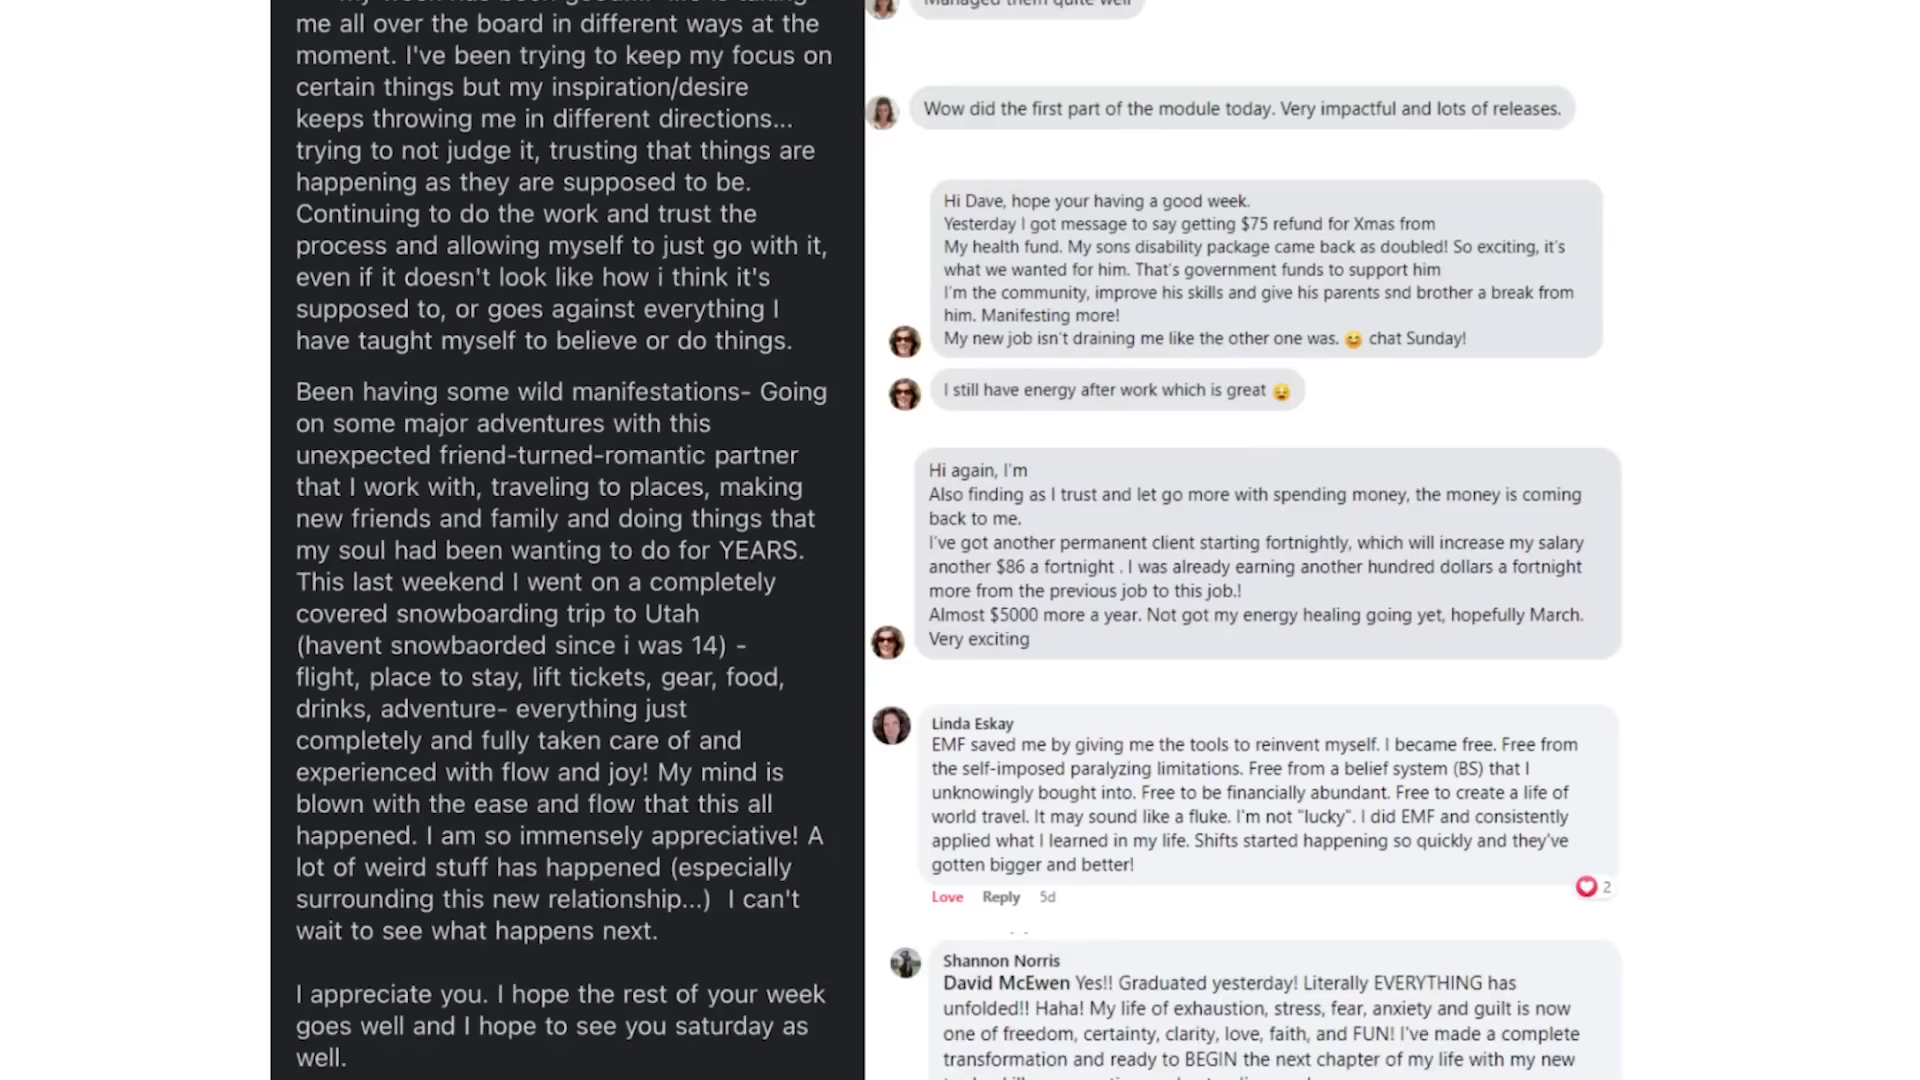 me all over the board in different ways at the
moment. I've been trying to keep my focus on
certain things but my inspiration/desire
keeps throwing me in different directions...
trying to not judge it, trusting that things are
happening as they are supposed to be.
Continuing to do the work and trust the
process and allowing myself to just go with it,
even if it doesn't look like how i think it's
supposed to, or goes against everything I
have taught myself to believe or do things.
Been having some wild manifestations- Going
on some major adventures with this
unexpected friend-turned-romantic partner
that I work with, traveling to places, making
new friends and family and doing things that
my soul had been wanting to do for YEARS.
This last weekend I went on a completely
covered snowboarding trip to Utah
(havent snowbaorded since i was 14) -
flight, place to stay, lift tickets, gear, food,
drinks, adventure- everything just
completely and fully taken care of and
experienced with flow and joy! My mind is
blown with the ease and flow that this all
happened. I am so immensely appreciative! A
lot of weird stuff has happened (especially
surrounding this new relationship...)  I can't
wait to see what happens next.
I appreciate you. I hope the rest of your week
goes well and I hope to see you saturday as
well.
Managed them quite well
Wow did the first part of the module today. Very impactful and lots of releases.
Hi Dave, hope your having a good week.
Yesterday I got message to say getting $75 refund for Xmas from
My health fund. My sons disability package came back as doubled! So exciting, it's
what we wanted for him. That's government funds to support him
I'm the community, improve his skills and give his parents snd brother a break from
him. Manifesting more!
My new job isn't draining me like the other one was. 😊 chat Sunday!
I still have energy after work which is great 😌
Hi again, I'm
Also finding as I trust and let go more with spending money, the money is coming
back to me.
I've got another permanent client starting fortnightly, which will increase my salary
another $86 a fortnight . I was already earning another hundred dollars a fortnight
more from the previous job to this job.!
Almost $5000 more a year. Not got my energy healing going yet, hopefully March.
Very exciting
Linda Eskay
EMF saved me by giving me the tools to reinvent myself. I became free. Free from
the self-imposed paralyzing limitations. Free from a belief system (BS) that I
unknowingly bought into. Free to be financially abundant. Free to create a life of
world travel. It may sound like a fluke. I'm not "lucky". I did EMF and consistently
applied what I learned in my life. Shifts started happening so quickly and they've
gotten bigger and better!
2
Love Reply 5d
Shannon Norris
David McEwen Yes!! Graduated yesterday! Literally EVERYTHING has
unfolded!! Haha! My life of exhaustion, stress, fear, anxiety and guilt is now
one of freedom, certainty, clarity, love, faith, and FUN! I've made a complete
transformation and ready to BEGIN the next chapter of my life with my new